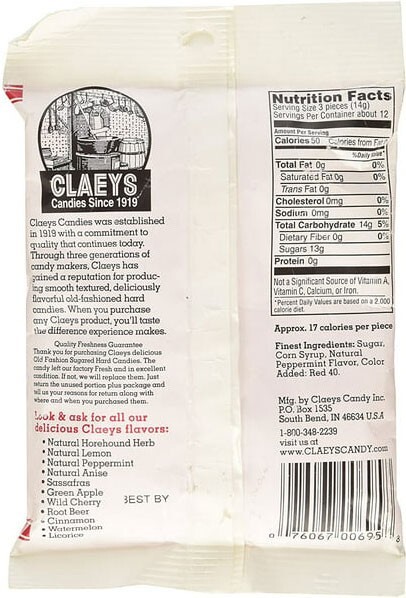 CLAEYS
Candies Since 1919
Claeys Candies was established
in 1919 with a commitment to
quality that continues today.
Through three generations of
candy makers, Claeys has
gained a reputation for produc-
ing smooth textured, deliciously
flavorful old-fashioned hard
candies. When you purchase
any Claeys product, you'll taste
the difference experience makes.
Quality Freshness Guarantee
Thank you for purchasing Claeys delicious
Old Fashion Sugared Hard Candies. The
candy left our factory Fresh and in excellent
condition. If not, we will replace them. Just
return the unused portion plus package and
tell us your reasons for return along with
where and when you purchased them.
Look & ask for all our
delicious Claeys flavors:
• Natural Horehound Herb
• Natural Lemon
• Natural Peppermint
• Natural Anise
• Sassafras
• Green Apple
• Wild Cherry
• Root Beer
• Cinnamon
• Watermelon
• Licorice
BEST BY
Nutrition Facts
Serving Size 3 pieces (14g)
Servings Per Container about 12
Amount Per Serving
Calories 50 Calories from Fat
%Daily Value*
Total Fat 0g 0%
Saturated Fat 0g 0%
Trans Fat 0g
Cholesterol 0mg 0%
Sodium 0mg 0%
Total Carbohydrate 14g 5%
Dietary Fiber 0g 0%
Sugars 13g
Protein 0g
Not a Significant Source of Vitamin A,
Vitamin C, Calcium, or Iron.
*Percent Daily Values are based on a 2,000
calorie diet.
Approx. 17 calories per piece
Finest Ingredients: Sugar,
Corn Syrup, Natural
Peppermint Flavor, Color
Added: Red 40.
Mfg. by Claeys Candy Inc.
P.O. Box 1535
South Bend, IN 46634 U.S.A
1-800-348-2239
visit us at
www.CLAEYSCANDY.com
0 76067 00695 8